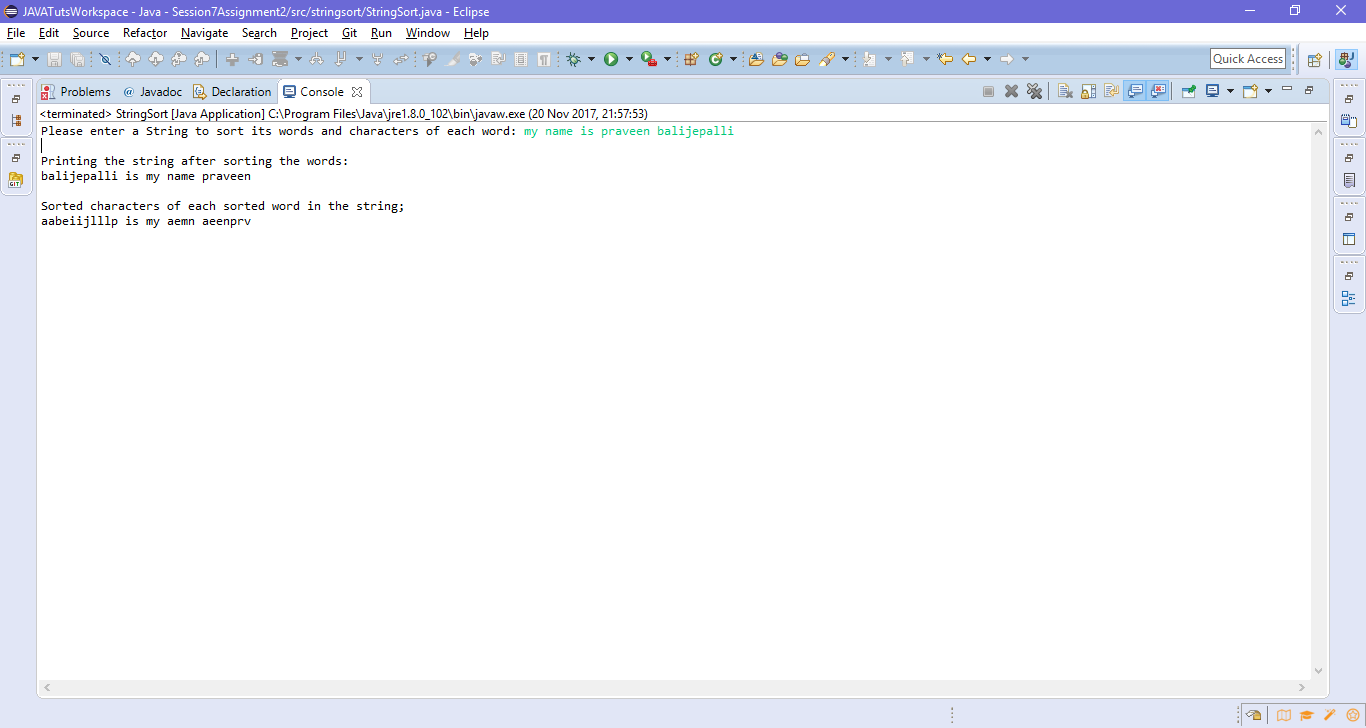 JAVATutsWorkspace - Java - Session7Assignment2/src/stringsort/StringSort.java - Eclipse
File Edit Source Refactor Navigate Search Project Git Run Window Help
Quick Access
Problems @ Javadoc Declaration Console
<terminated> StringSort [Java Application] C:\Program Files\Java\jre1.8.0_102\bin\javaw.exe (20 Nov 2017, 21:57:53)
Please enter a String to sort its words and characters of each word: my name is praveen balijepalli
Printing the string after sorting the words:
balijepalli is my name praveen
Sorted characters of each sorted word in the string;
aabeiijlllp is my aemn aeenprv
GIT